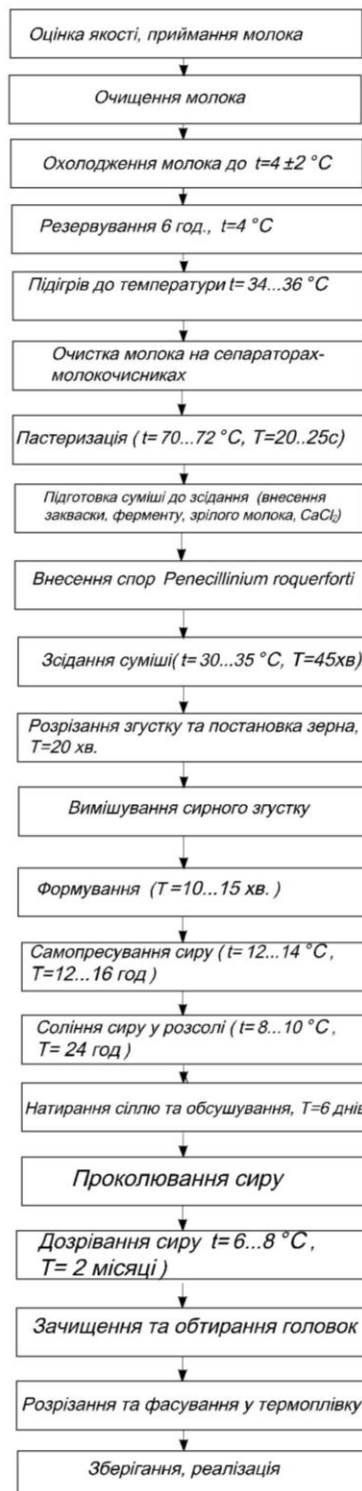 Оцінка якості, приймання молока
Очищення молока
Охолодження молока до t=4 ±2 °C
Резервування 6 год., t=4 °C
Підігрів до температури t= 34...36 °C
Очистка молока на сепараторах-
молокочисниках
Пастеризація ( t= 70...72 °C, T=20..25с)
Підготовка суміші до зсідання (внесення
закваски, ферменту, зрілого молока, CaCl₂)
Внесення спор Penecillinium roquerforti
Зсідання суміші( t= 30...35 °C, T=45хв)
Розрізання згустку та постановка зерна,
T=20 хв.
Вимішування сирного згустку
Формування (T =10...15 хв. )
Самопресування сиру ( t= 12...14 °C ,
T=12...16 год )
Соління сиру у розсолі ( t= 8...10 °C ,
T= 24 год )
Натирання сіллю та обсушування, T=6 днів
Проколювання сиру
Дозрівання сиру t= 6...8 °C ,
T= 2 місяці )
Зачищення та обтирання головок
Розрізання та фасування у термоплівку
Зберігання, реалізація